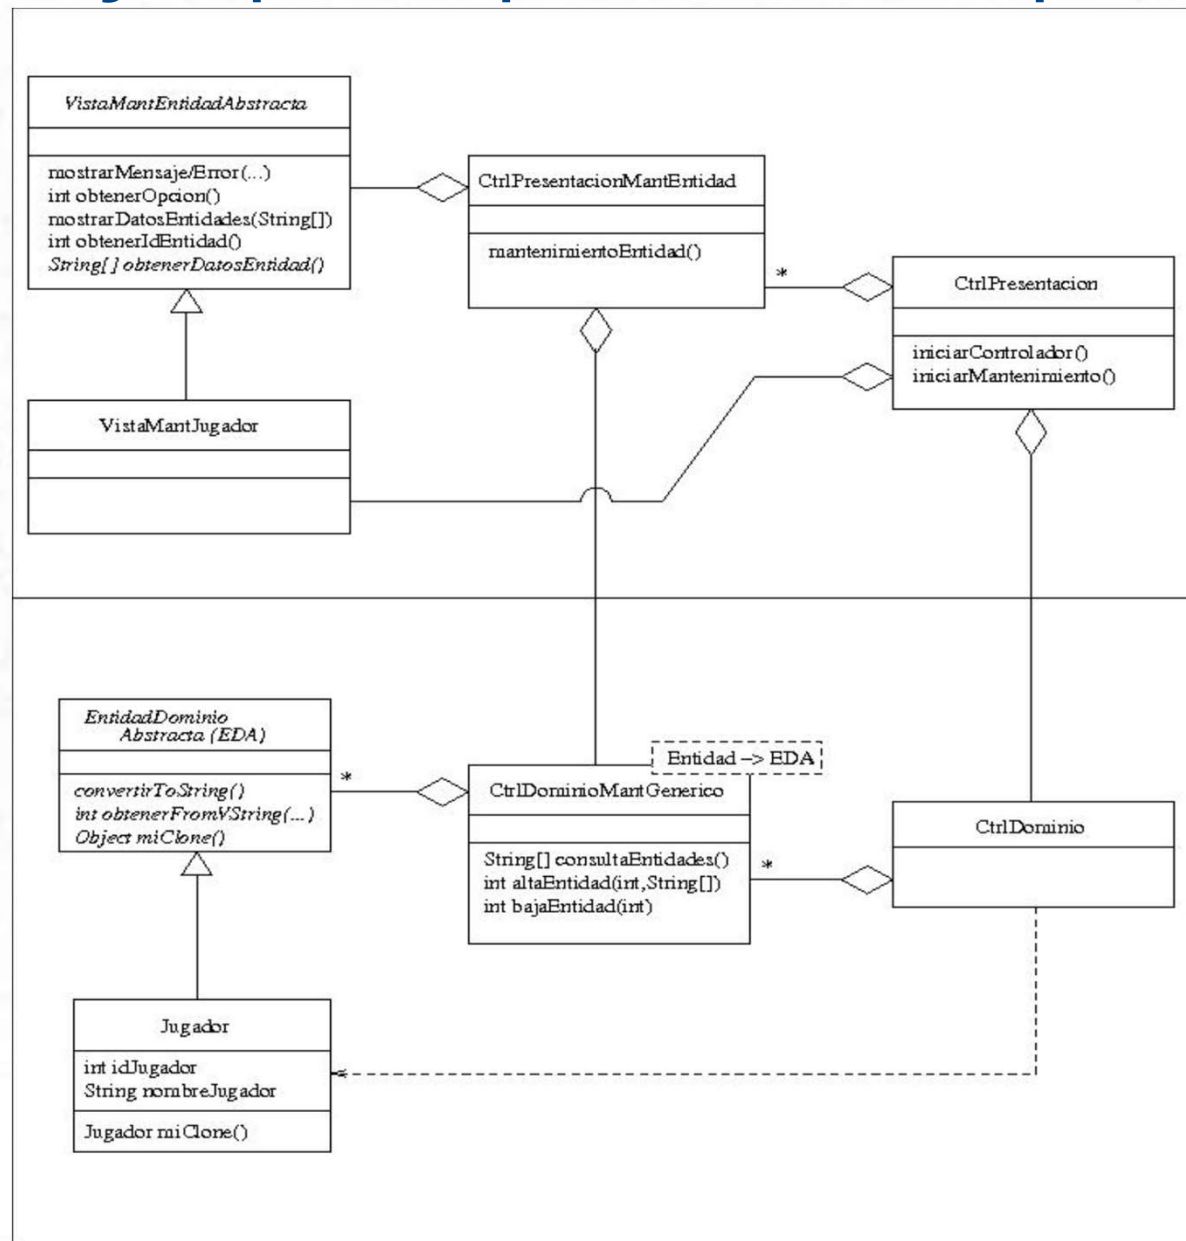 VistaMantEntidadAbstracta
mostrarMensaje/Error(...)
int obtenerOpcion()
mostrarDatosEntidades(String[])
int obtenerIdEntidad()
String[] obtenerDatosEntidad()
CtrlPresentacionMantEntidad
mantenimientoEntidad()
*
CtrlPresentacion
iniciarControlador()
iniciarMantenimiento()
VistaMantJugador
EntidadDominio
Abstracta (EDA)
convertirToString()
int obtenerFromVString(...)
Object miClone()
*
Entidad -> EDA
CtrlDominioMantGenerico
String[] consultaEntidades()
int altaEntidad(int,String[])
int bajaEntidad(int)
*
CtrlDominio
Jugador
int idJugador
String nombreJugador
Jugador miClone()